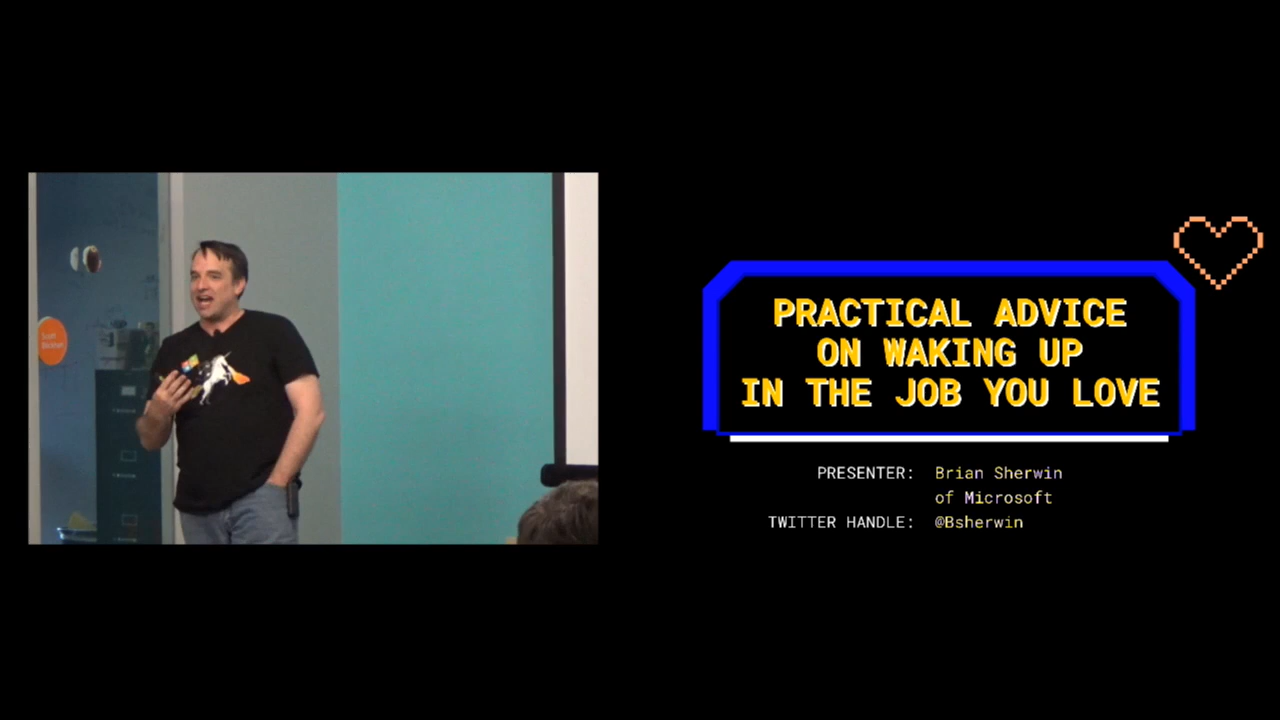 PRACTICAL ADVICE
ON WAKING UP
IN THE JOB YOU LOVE
PRESENTER: Brian Sherwin
of Microsoft
TWITTER HANDLE: @Bsherwin